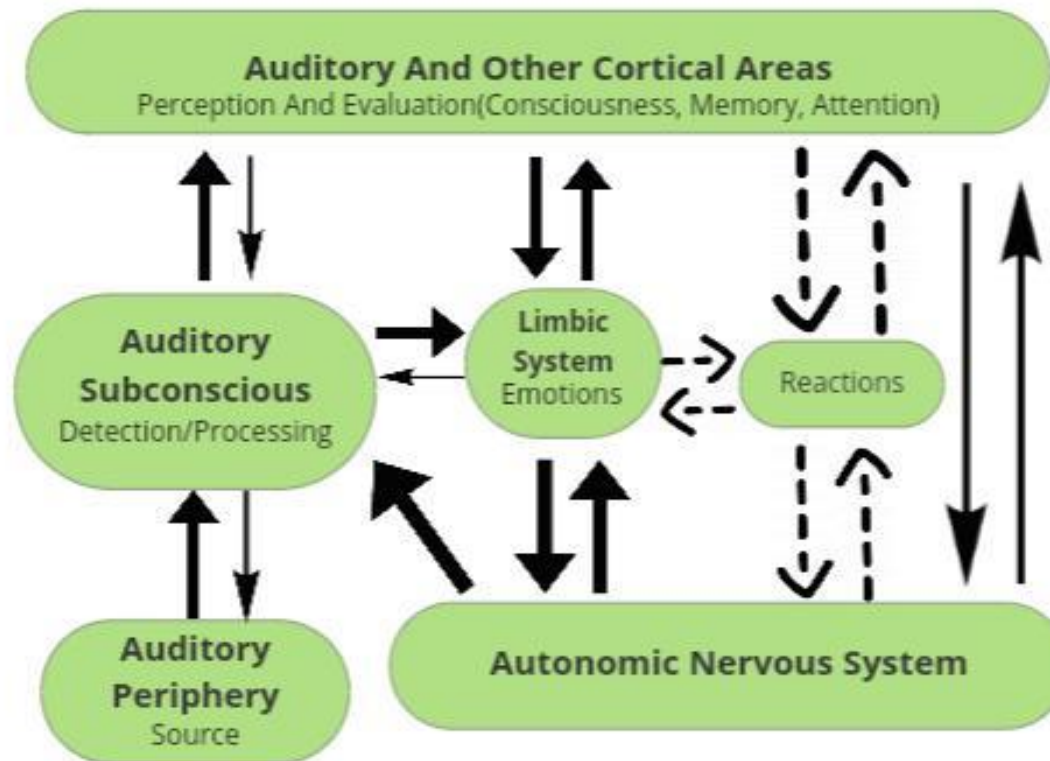 Auditory And Other Cortical Areas
Perception And Evaluation(Consciousness, Memory, Attention)
Auditory
Subconscious
Detection/Processing
Limbic
System
Emotions
Reactions
Auditory
Periphery
Source
Autonomic Nervous System